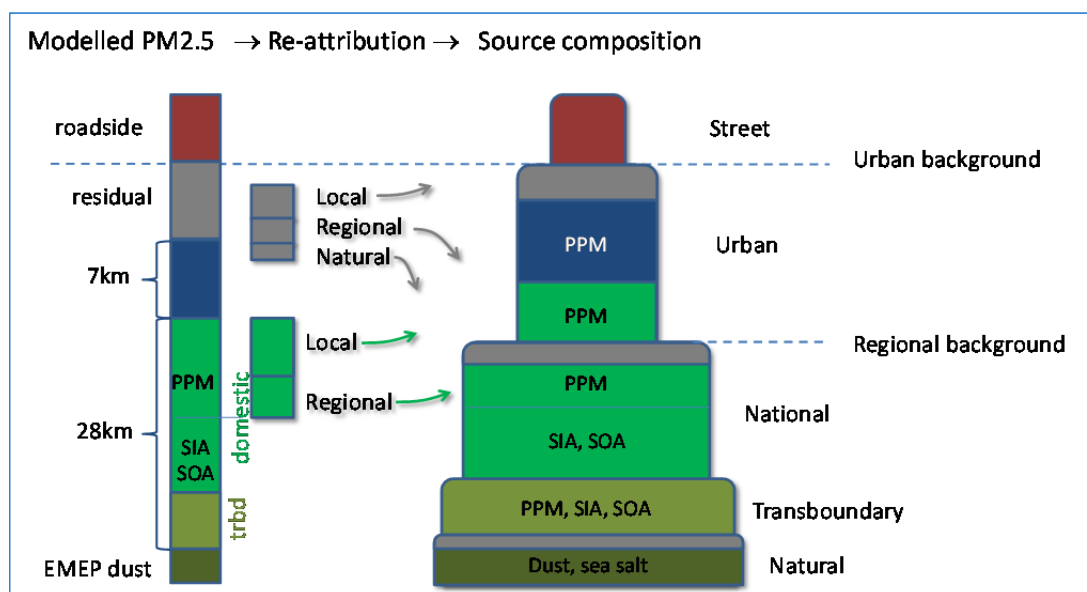 Modelled PM2.5 → Re-attribution → Source composition
roadside
Street
Urban background
residual
Local
Regional
Natural
PPM
Urban
7km
PPM
Local
Regional background
PPM
domestic
Regional
PPM
National
28km
SIA
SOA
SIA, SOA
trbd
PPM, SIA, SOA
Transboundary
EMEP dust
Dust, sea salt
Natural